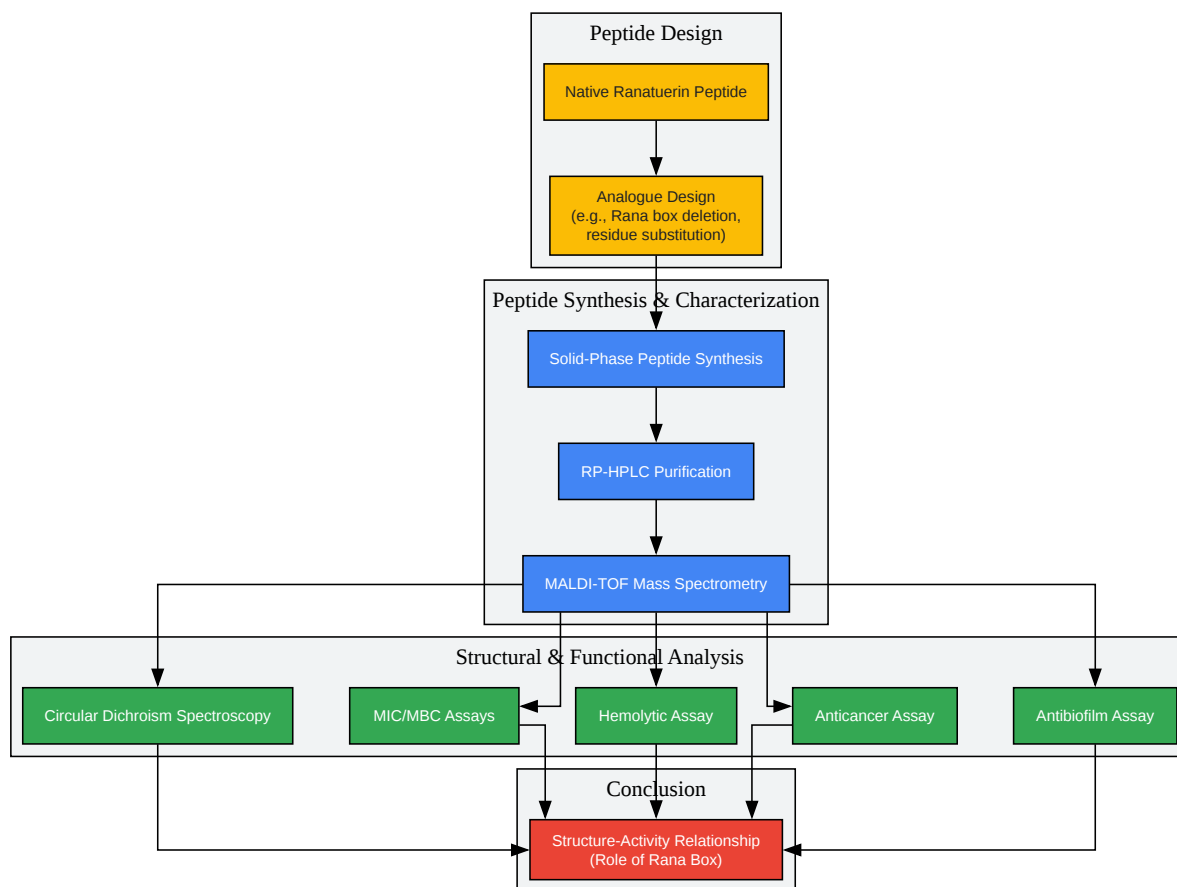 Peptide Design
Native Ranatuerin Peptide
Analogue Design
(e.g., Rana box deletion,
residue substitution)
Peptide Synthesis & Characterization
Solid-Phase Peptide Synthesis
RP-HPLC Purification
MALDI-TOF Mass Spectrometry
Structural & Functional Analysis
Circular Dichroism Spectroscopy
MIC/MBC Assays
Hemolytic Assay
Anticancer Assay
Antibiofilm Assay
Conclusion
Structure-Activity Relationship
(Role of Rana Box)